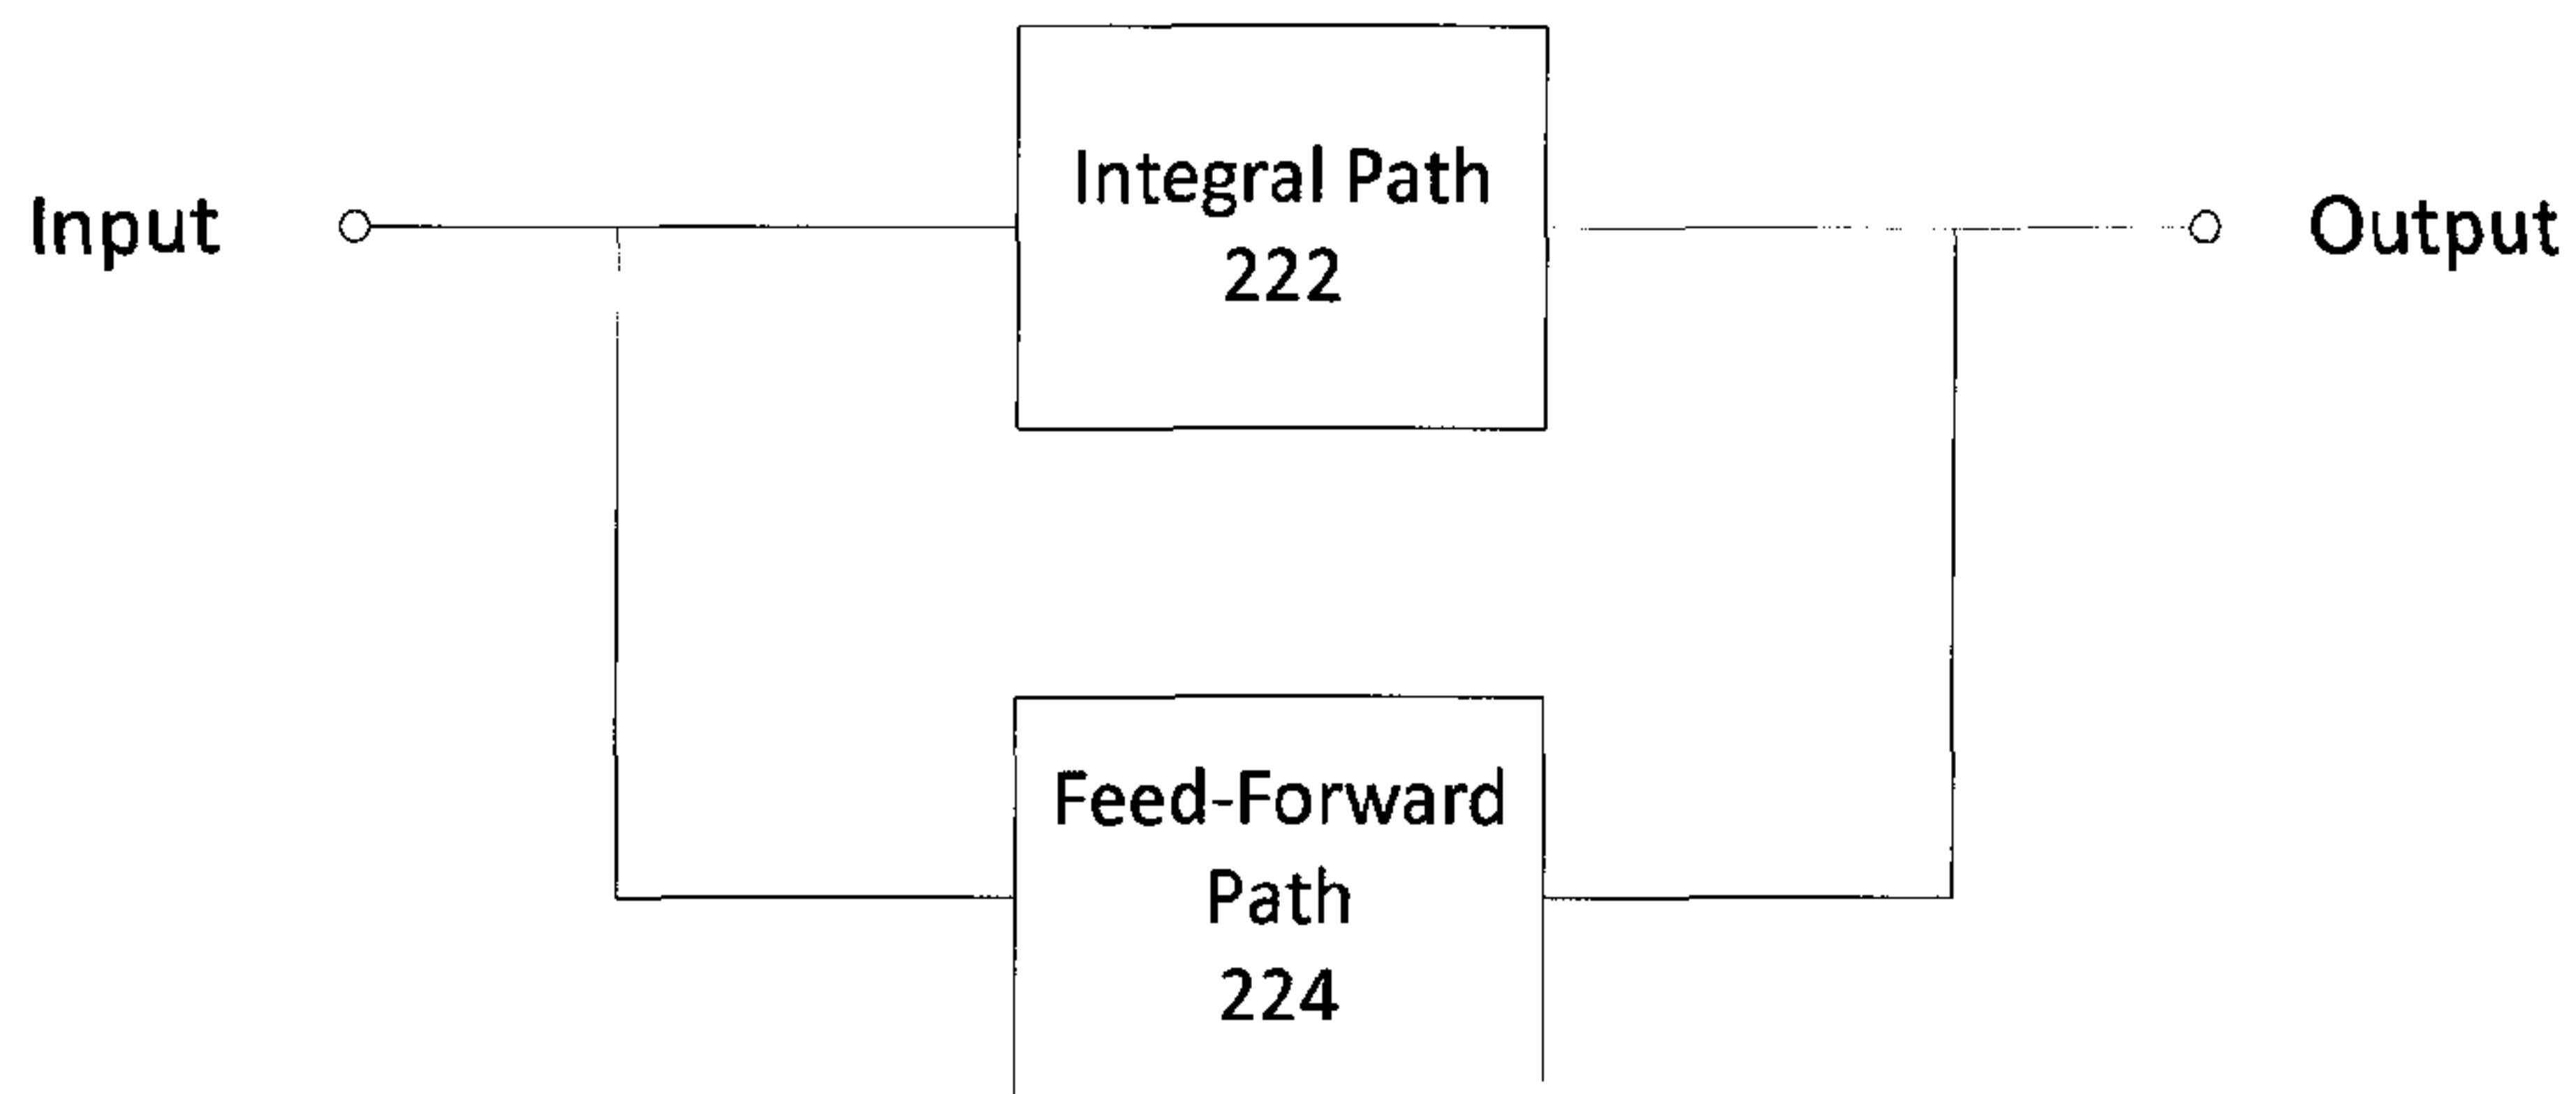 Input
Integral Path
222
Output
Feed-Forward
Path
224